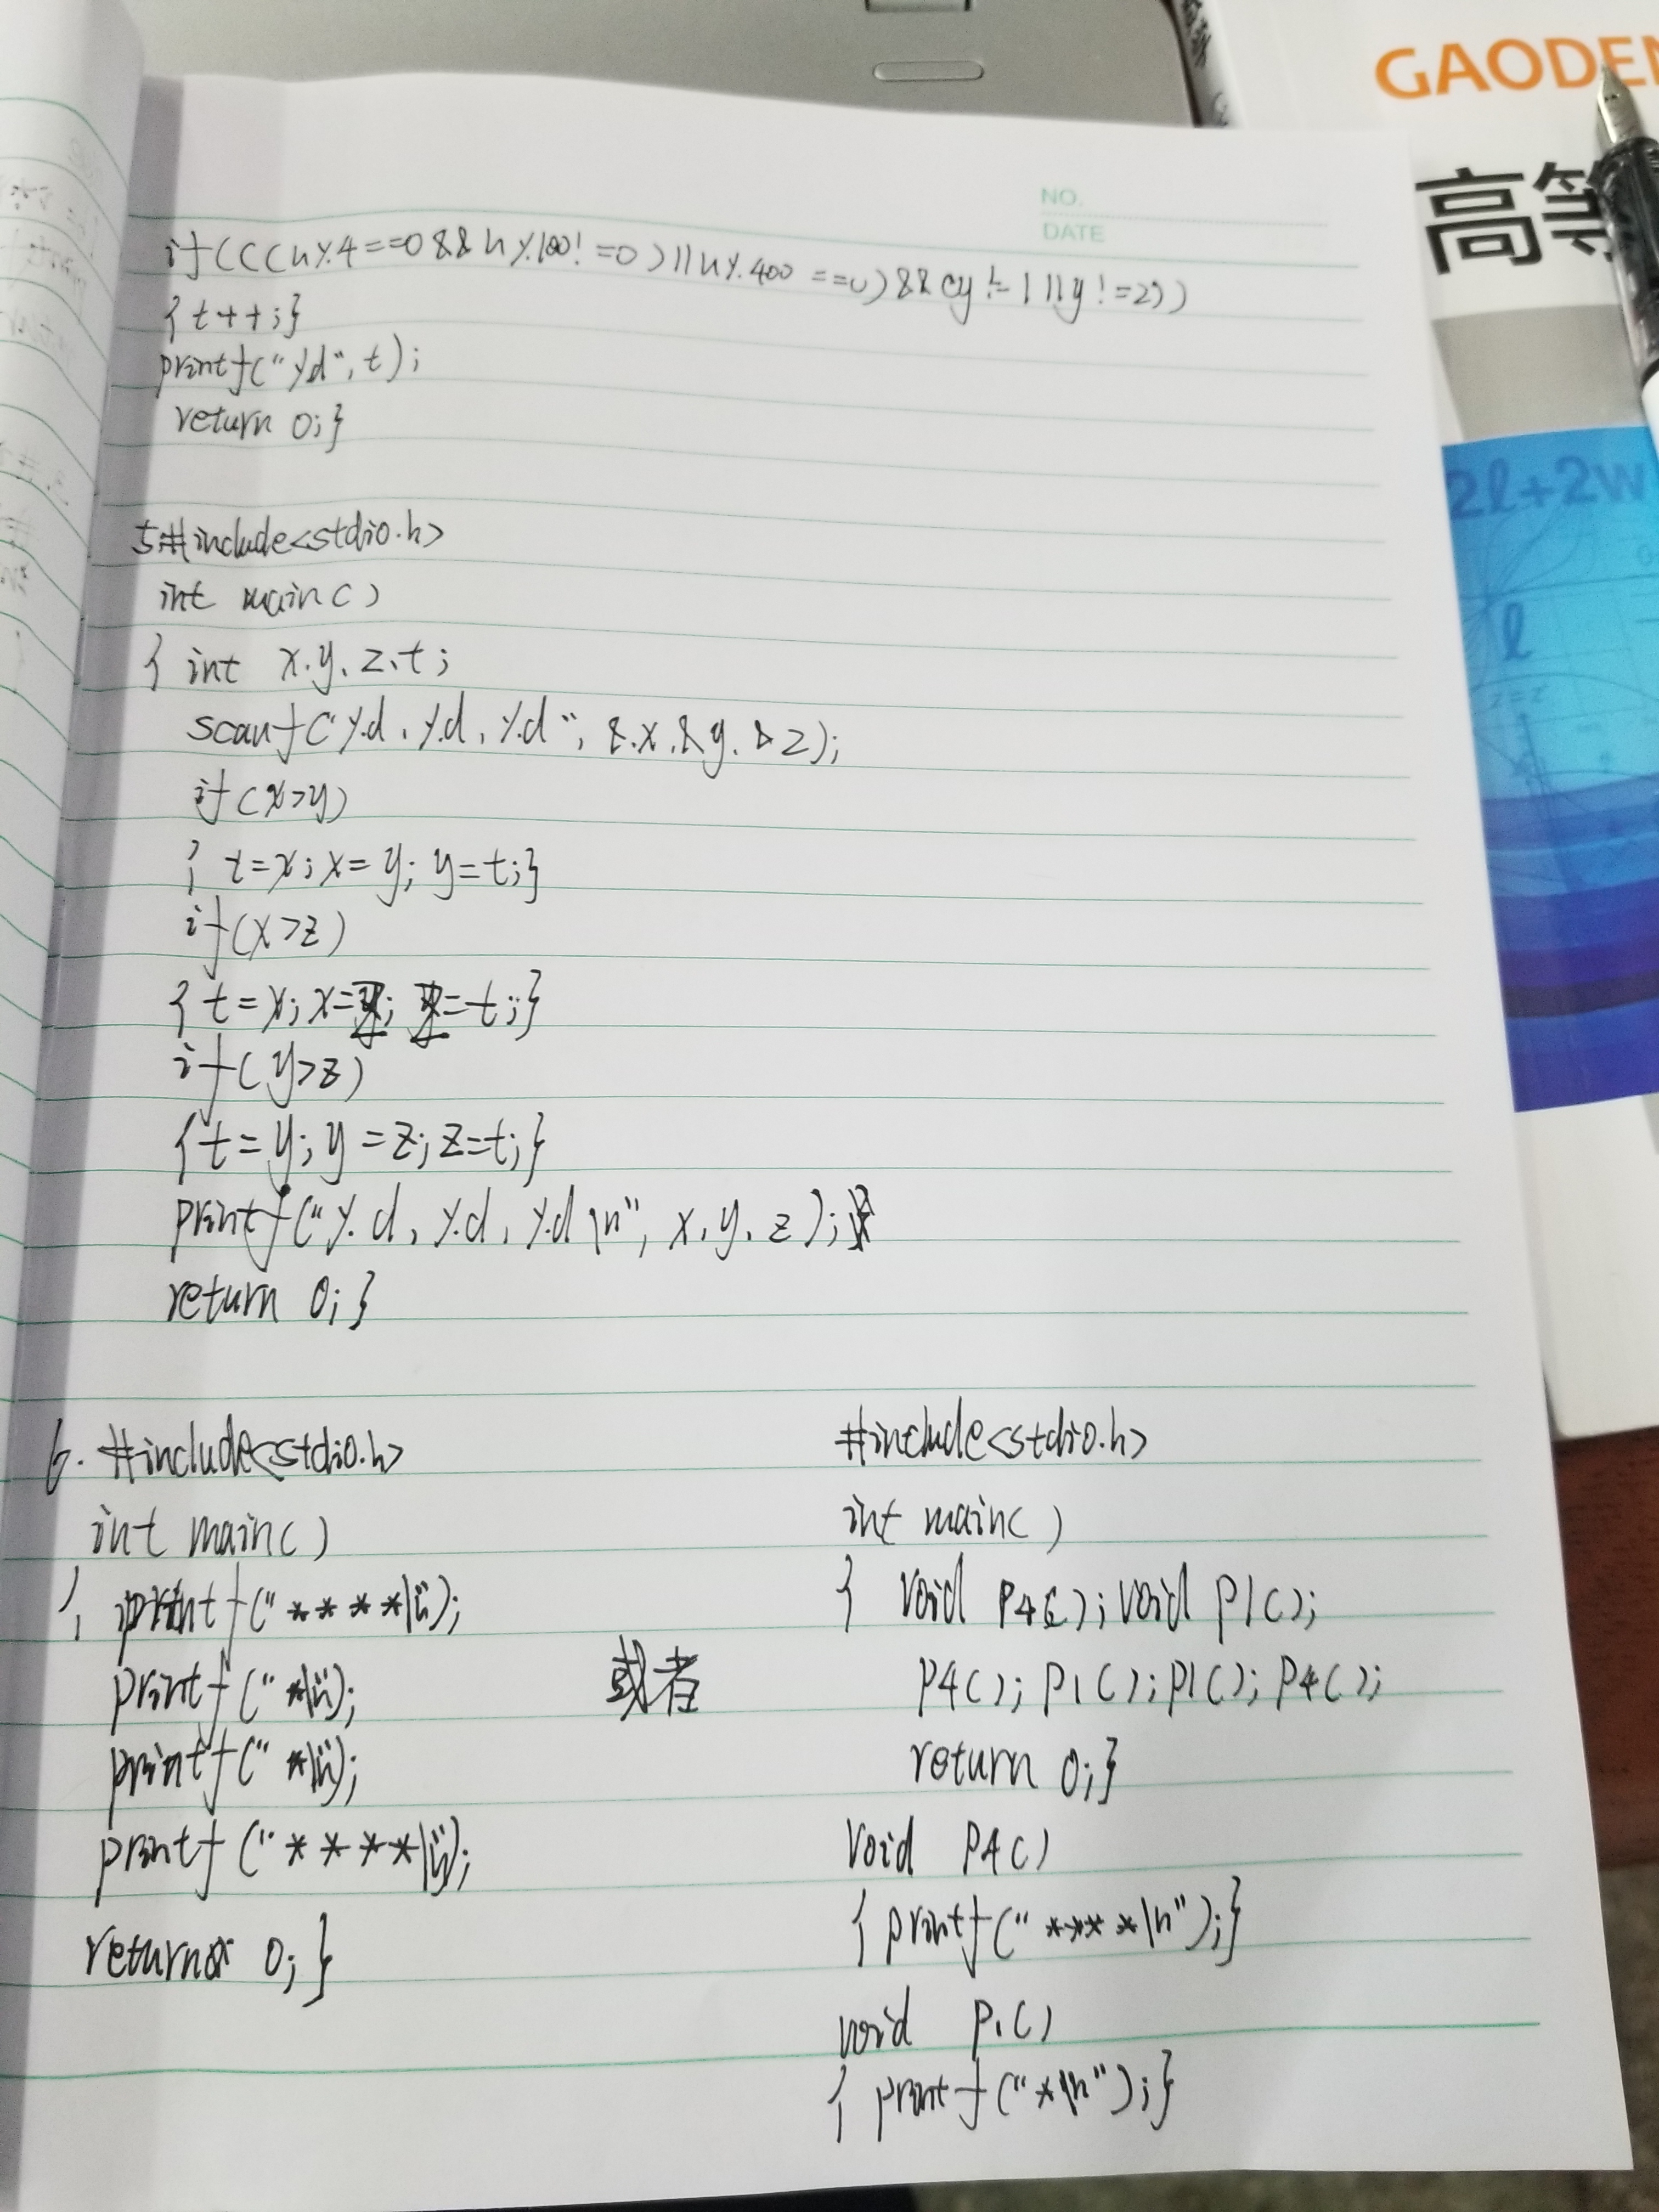 NO.
DATE
if(((n%4==0&&n%100!=0)||n%400==0)&&(y!=1||y!=2))
{t++;}
printf("%d",t);
return 0;}
5#include<stdio.h>
int main()
{ int x,y,z,t;
scanf("%d,%d,%d",&x,&y,&z);
if(x>y)
{ t=x;x=y;y=t;}
if(x>z)
{t=x;x=z;z=t;}
if(y>z)
{t=y;y=z;z=t;}
printf("%d,%d,%d\n",x,y,z);
return 0;}
6. #include<stdio.h>
int main()
{ printf("****\n");
printf("*\n");
printf("*\n");
printf("****\n");
return 0;}
或者
#include<stdio.h>
int main()
{ void P4();void P1();
P4();P1();P1();P4();
return 0;}
void P4()
{printf("****\n");}
void P1()
{printf("*\n");}
GAODEN
高等
2l+2w
l